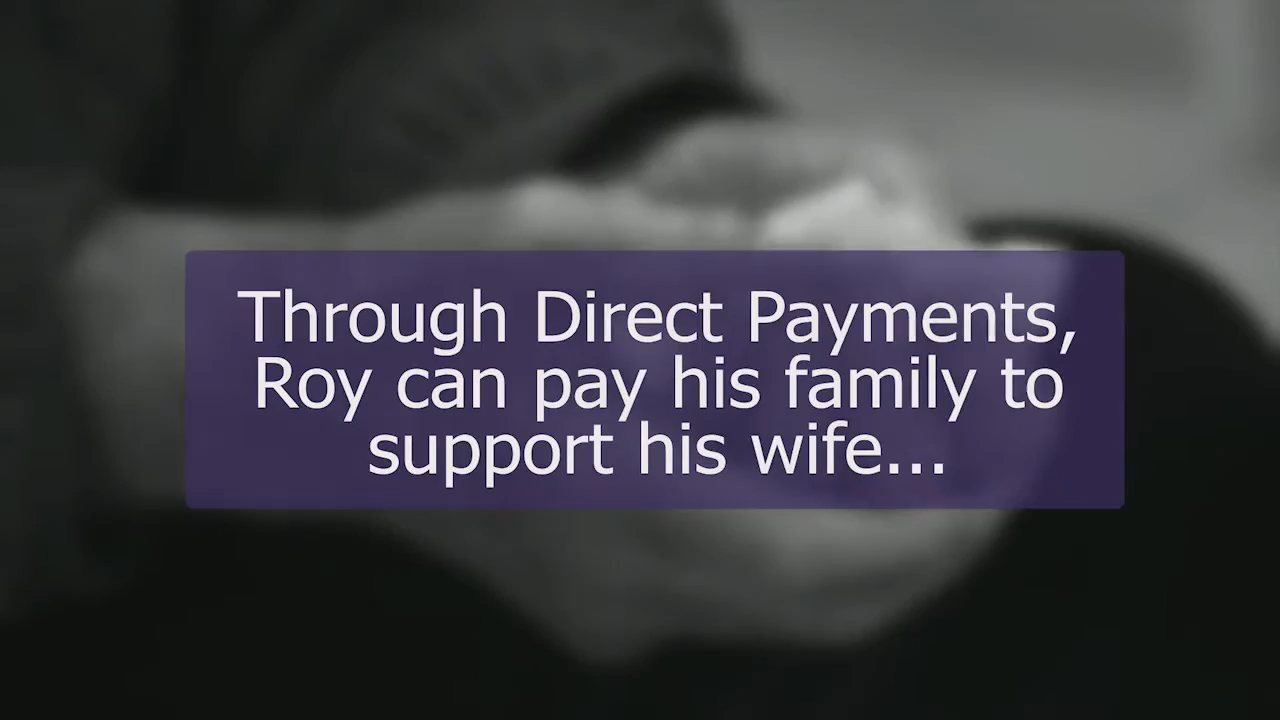 Through Direct Payments,
Roy can pay his family to
support his wife...